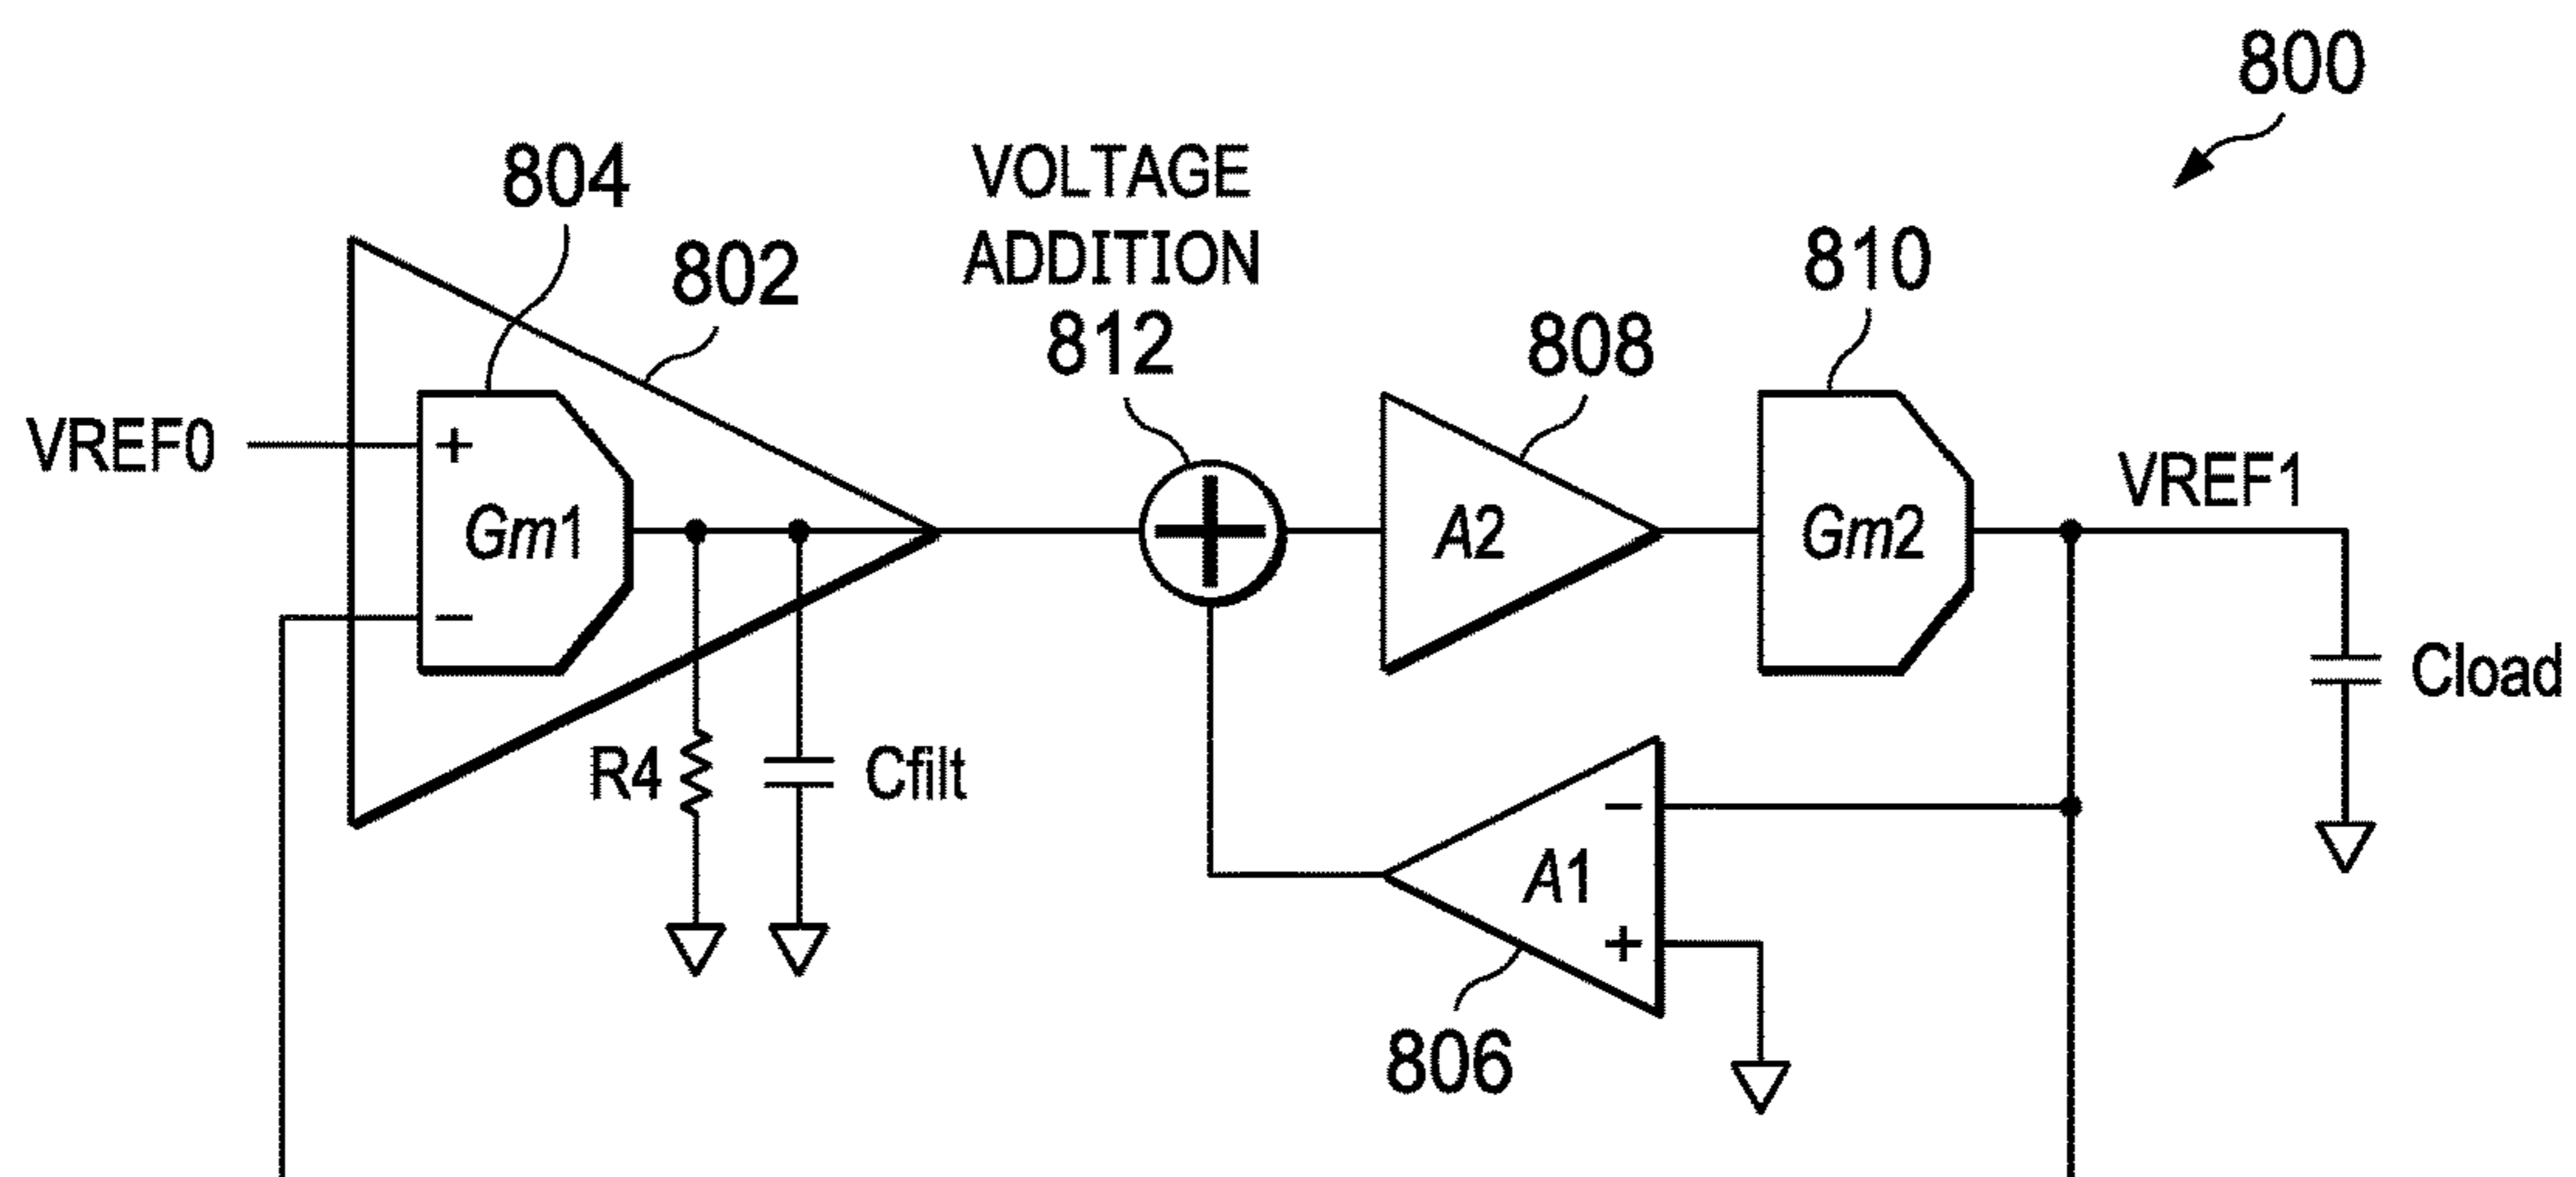 800
804
VOLTAGE
ADDITION
812
802
810
808
VREF0
+
Gm1
−
A2
Gm2
VREF1
R4
Cfilt
Cload
−
A1
+
806